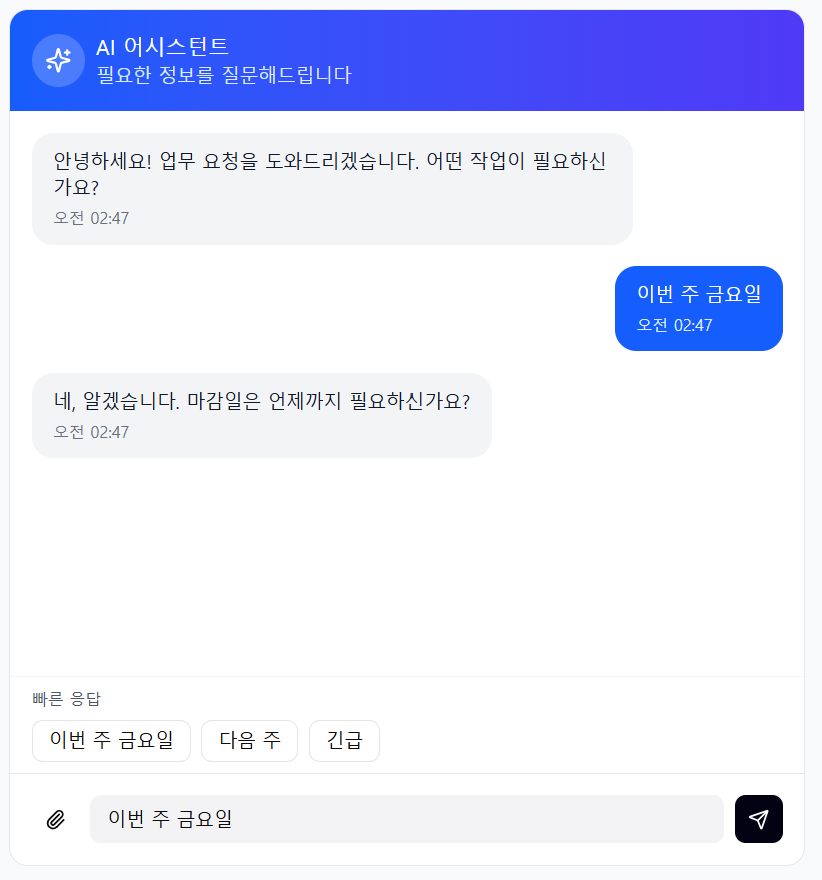 AI 어시스턴트
필요한 정보를 질문해드립니다
안녕하세요! 업무 요청을 도와드리겠습니다. 어떤 작업이 필요하신
가요?
오전 02:47
이번 주 금요일
오전 02:47
네, 알겠습니다. 마감일은 언제까지 필요하신가요?
오전 02:47
빠른 응답
이번 주 금요일
다음 주
긴급
이번 주 금요일